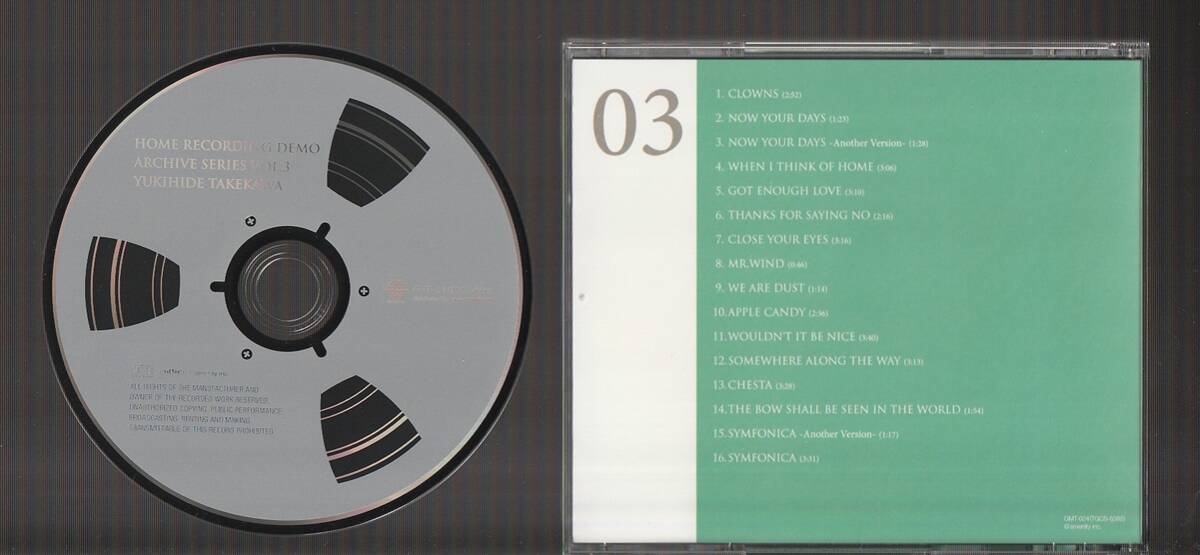 HOME RECORDING DEMO
ARCHIVE SERIES VOL.3
YUKIHIDE TAKEKAWA
ALL RIGHTS OF THE MANUFACTURER AND
OWNER OF THE RECORDED WORK RESERVED.
UNAUTHORIZED COPYING, PUBLIC PERFORMANCE
BROADCASTING, RENTING AND MAKING
TRANSMITTABLE OF THIS RECORD PROHIBITED.
03
1. CLOWNS (2:52)
2. NOW YOUR DAYS (1:23)
3. NOW YOUR DAYS -Another Version- (1:28)
4. WHEN I THINK OF HOME (5:06)
5. GOT ENOUGH LOVE (3:10)
6. THANKS FOR SAYING NO (2:16)
7. CLOSE YOUR EYES (3:16)
8. MR.WIND (0:46)
9. WE ARE DUST (1:14)
10. APPLE CANDY (2:36)
11. WOULDN'T IT BE NICE (3:40)
12. SOMEWHERE ALONG THE WAY (3:13)
13. CHESTA (3:28)
14. THE BOW SHALL BE SEEN IN THE WORLD (1:54)
15. SYMFONICA -Another Version- (1:17)
16. SYMFONICA (3:31)
©amenity inc.